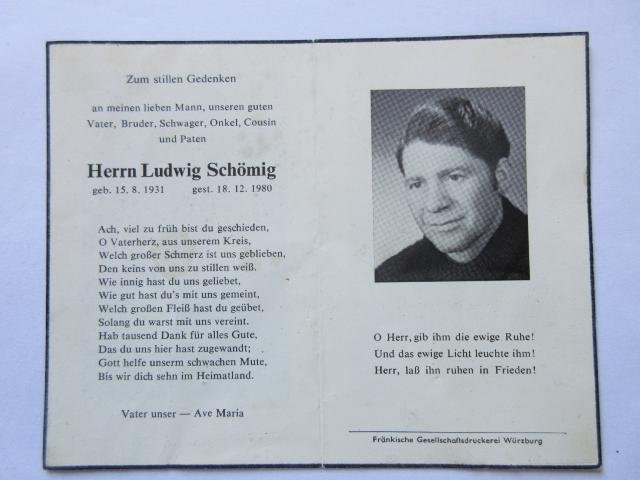 Zum stillen Gedenken
an meinen lieben Mann, unseren guten
Vater, Bruder, Schwager, Onkel, Cousin
und Paten
Herrn Ludwig Schömig
geb. 15. 8. 1931 gest. 18. 12. 1980
Ach, viel zu früh bist du geschieden,
O Vaterherz, aus unserem Kreis,
Welch großer Schmerz ist uns geblieben,
Den keins von uns zu stillen weiß.
Wie innig hast du uns geliebet,
Wie gut hast du's mit uns gemeint,
Welch großen Fleiß hast du geübet,
Solang du warst mit uns vereint.
Hab tausend Dank für alles Gute,
Das du uns hier hast zugewandt;
Gott helfe unserm schwachen Mute,
Bis wir dich sehn im Heimatland.
Vater unser — Ave Maria
O Herr, gib ihm die ewige Ruhe!
Und das ewige Licht leuchte ihm!
Herr, laß ihn ruhen in Frieden!
Fränkische Gesellschaftsdruckerei Würzburg